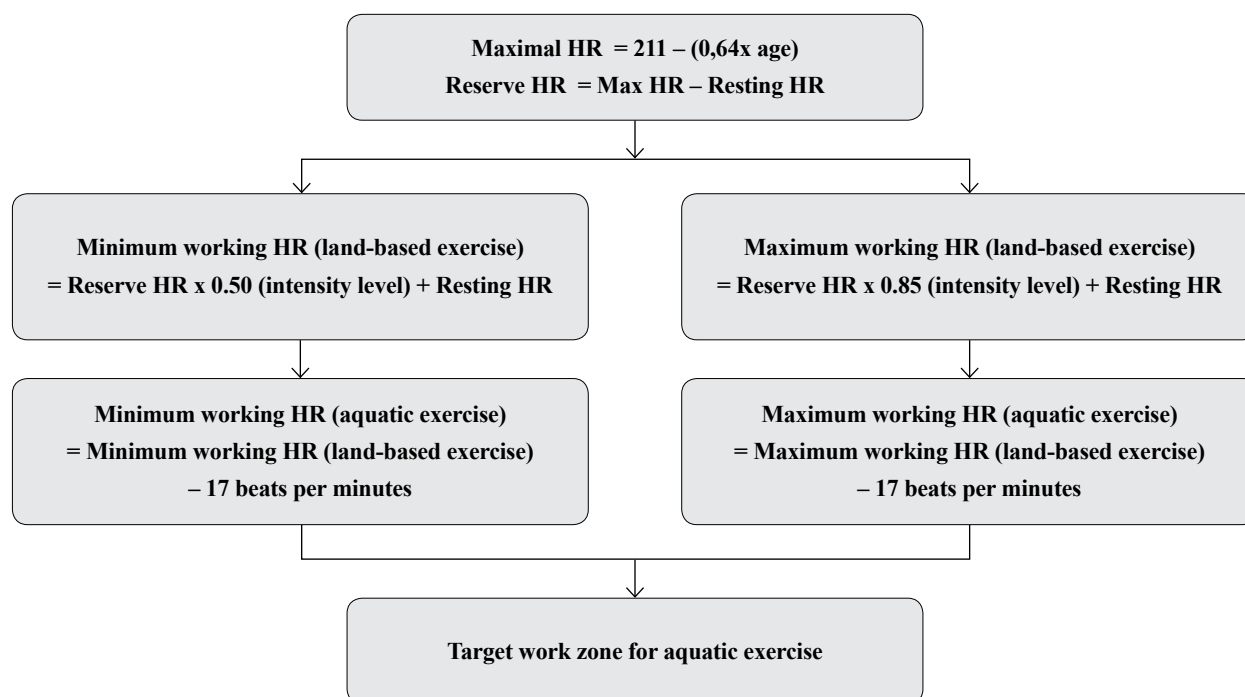 Maximal HR = 211 – (0,64x age)
Reserve HR = Max HR – Resting HR
Minimum working HR (land-based exercise)
= Reserve HR x 0.50 (intensity level) + Resting HR
Maximum working HR (land-based exercise)
= Reserve HR x 0.85 (intensity level) + Resting HR
Minimum working HR (aquatic exercise)
= Minimum working HR (land-based exercise)
– 17 beats per minutes
Maximum working HR (aquatic exercise)
= Maximum working HR (land-based exercise)
– 17 beats per minutes
Target work zone for aquatic exercise